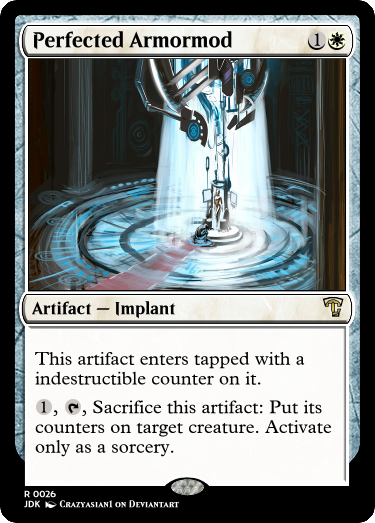 Perfected Armormod 1
Artifact — Implant
This artifact enters tapped with a
indestructible counter on it.
1, , Sacrifice this artifact: Put its
counters on target creature. Activate
only as a sorcery.
R 0026
JDK Crazyasian1 on Deviantart